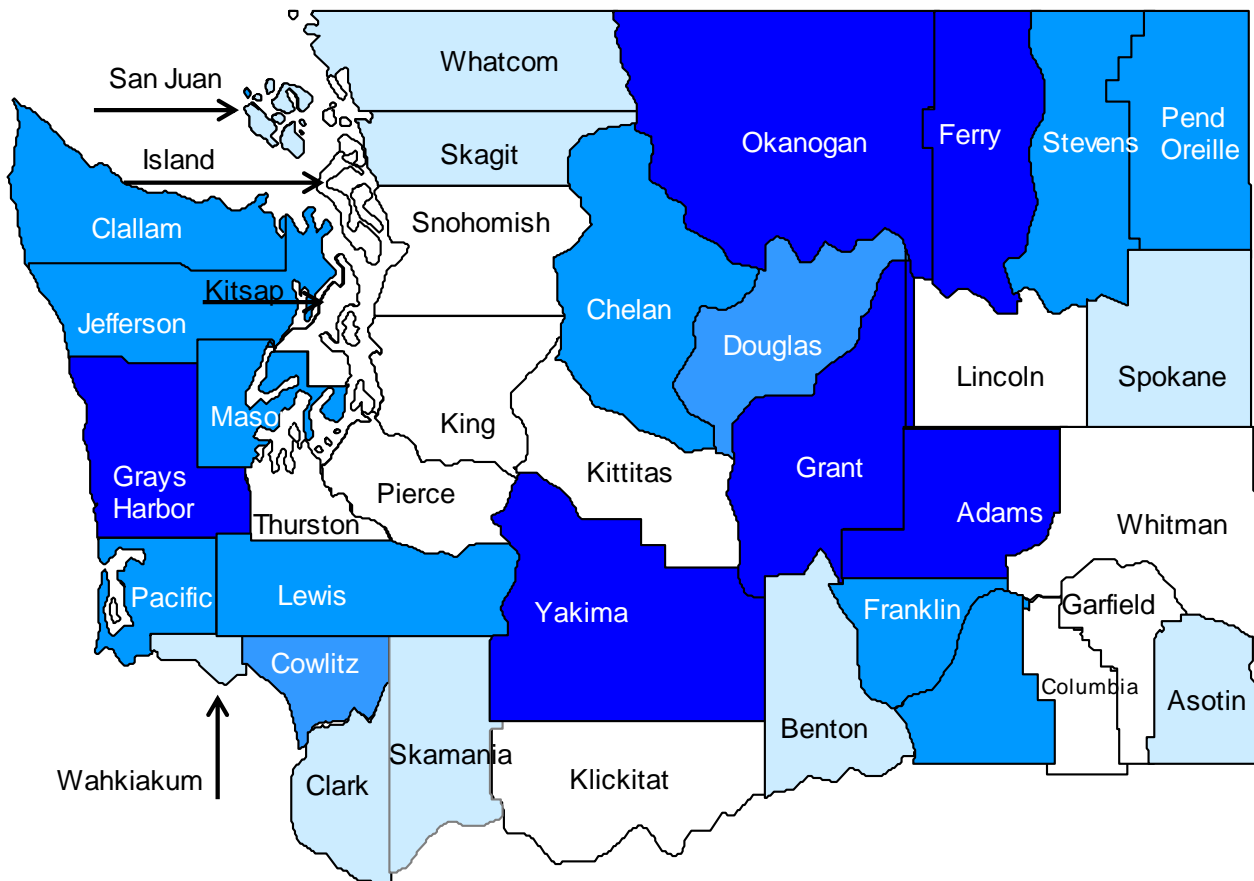 Whatcom
San Juan
Okanogan
Ferry
Stevens
Pend
Oreille
Skagit
Island
Snohomish
Clallam
Kitsap
Jefferson
Chelan
Douglas
Lincoln
Spokane
Maso
King
Grays
Harbor
Pierce
Kittitas
Grant
Adams
Whitman
Thurston
Pacific
Lewis
Yakima
Franklin
Garfield
Cowlitz
Columbia
Asotin
Wahkiakum
Clark
Skamania
Klickitat
Benton